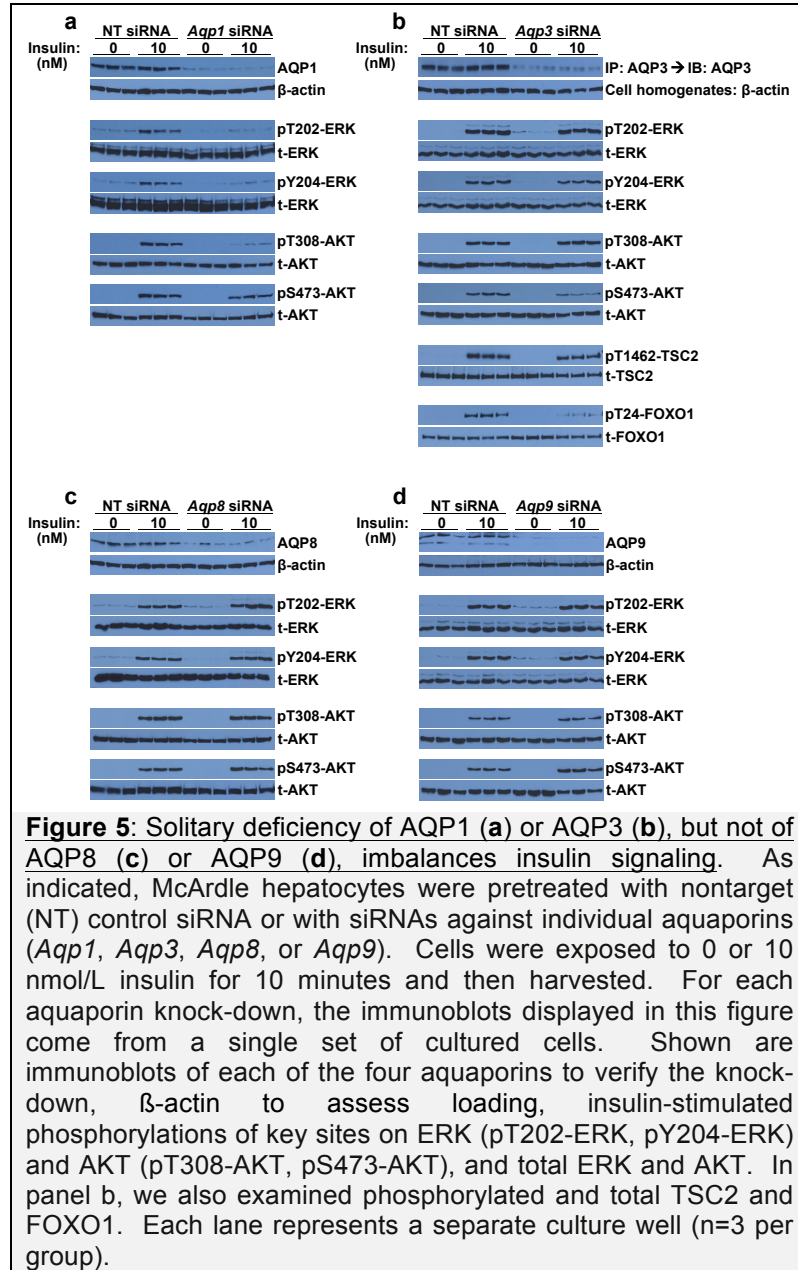 a
NT siRNA Aqp1 siRNA
Insulin: 0 10 0 10
(nM)
AQP1
β-actin
pT202-ERK
t-ERK
pY204-ERK
t-ERK
pT308-AKT
t-AKT
pS473-AKT
t-AKT
b
NT siRNA Aqp3 siRNA
Insulin: 0 10 0 10
(nM)
IP: AQP3 → IB: AQP3
Cell homogenates: β-actin
pT202-ERK
t-ERK
pY204-ERK
t-ERK
pT308-AKT
t-AKT
pS473-AKT
t-AKT
pT1462-TSC2
t-TSC2
pT24-FOXO1
t-FOXO1
c
NT siRNA Aqp8 siRNA
Insulin: 0 10 0 10
(nM)
AQP8
β-actin
pT202-ERK
t-ERK
pY204-ERK
t-ERK
pT308-AKT
t-AKT
pS473-AKT
t-AKT
d
NT siRNA Aqp9 siRNA
Insulin: 0 10 0 10
(nM)
AQP9
β-actin
pT202-ERK
t-ERK
pY204-ERK
t-ERK
pT308-AKT
t-AKT
pS473-AKT
t-AKT
Figure 5: Solitary deficiency of AQP1 (a) or AQP3 (b), but not of
AQP8 (c) or AQP9 (d), imbalances insulin signaling. As
indicated, McArdle hepatocytes were pretreated with nontarget
(NT) control siRNA or with siRNAs against individual aquaporins
(Aqp1, Aqp3, Aqp8, or Aqp9). Cells were exposed to 0 or 10
nmol/L insulin for 10 minutes and then harvested. For each
aquaporin knock-down, the immunoblots displayed in this figure
come from a single set of cultured cells. Shown are
immunoblots of each of the four aquaporins to verify the knock-
down, ß-actin to assess loading, insulin-stimulated
phosphorylations of key sites on ERK (pT202-ERK, pY204-ERK)
and AKT (pT308-AKT, pS473-AKT), and total ERK and AKT. In
panel b, we also examined phosphorylated and total TSC2 and
FOXO1. Each lane represents a separate culture well (n=3 per
group).